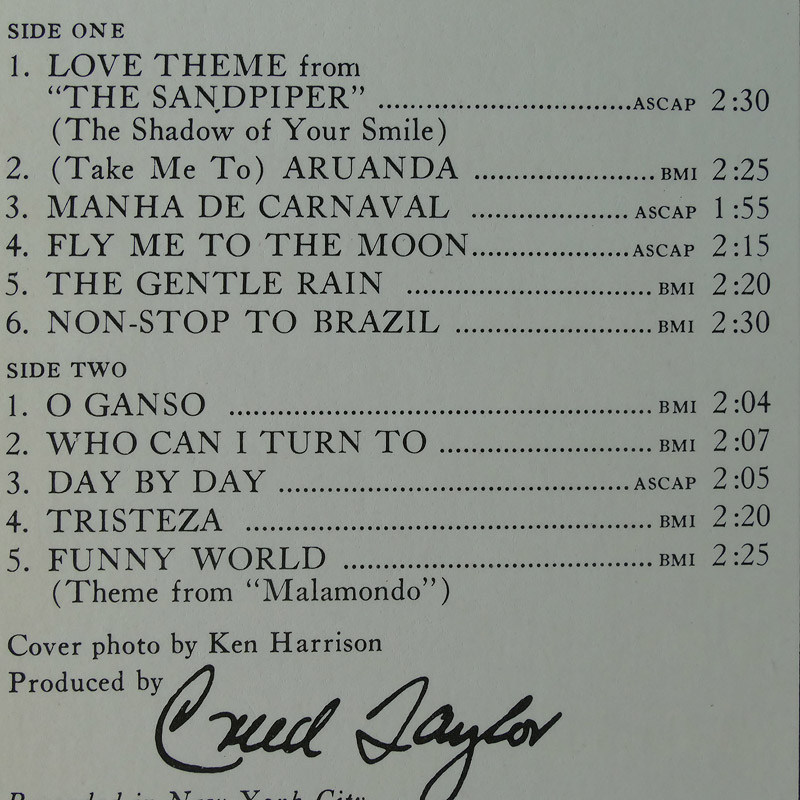 SIDE ONE
1. LOVE THEME from
“THE SANDPIPER” ................................ASCAP 2:30
(The Shadow of Your Smile)
2. (Take Me To) ARUANDA ....................... BMI 2:25
3. MANHA DE CARNAVAL .................... ASCAP 1:55
4. FLY ME TO THE MOON....................ASCAP 2:15
5. THE GENTLE RAIN ............................... BMI 2:20
6. NON-STOP TO BRAZIL ......................... BMI 2:30
SIDE TWO
1. O GANSO ...................................................... BMI 2:04
2. WHO CAN I TURN TO ........................... BMI 2:07
3. DAY BY DAY .............................................ASCAP 2:05
4. TRISTEZA .................................................... BMI 2:20
5. FUNNY WORLD ....................................... BMI 2:25
(Theme from “Malamondo”)
Cover photo by Ken Harrison
Produced by Creed Taylor
Recorded in New York City